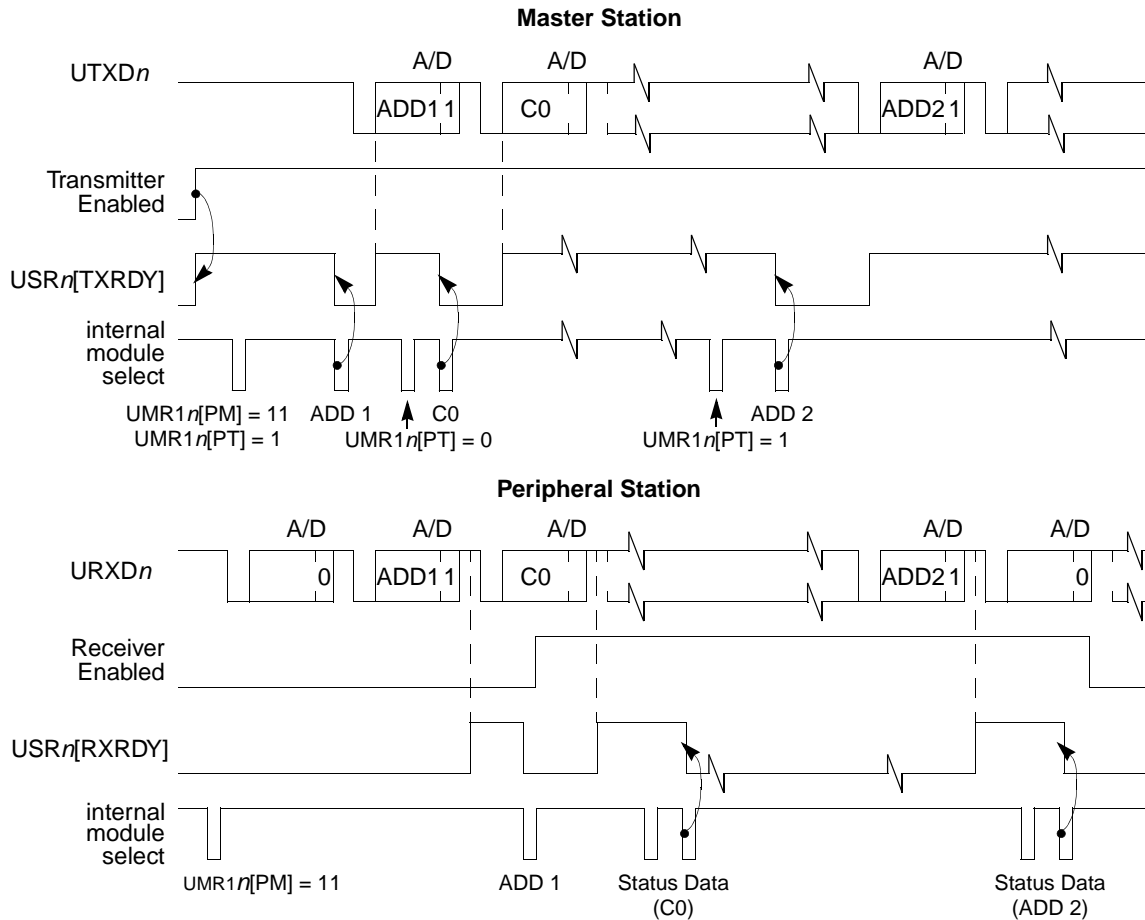 Master Station
A/D A/D A/D
UTXDn
ADD1 1 C0 ADD2 1
Transmitter
Enabled
USRn[TXRDY]
internal
module
select
UMR1n[PM] = 11 ADD 1 C0 ADD 2
UMR1n[PT] = 1 UMR1n[PT] = 0 UMR1n[PT] = 1
Peripheral Station
A/D A/D A/D A/D A/D
URXDn
0 ADD1 1 C0 ADD2 1 0
Receiver
Enabled
USRn[RXRDY]
internal
module
select
UMR1n[PM] = 11 ADD 1 Status Data Status Data
(C0) (ADD 2)